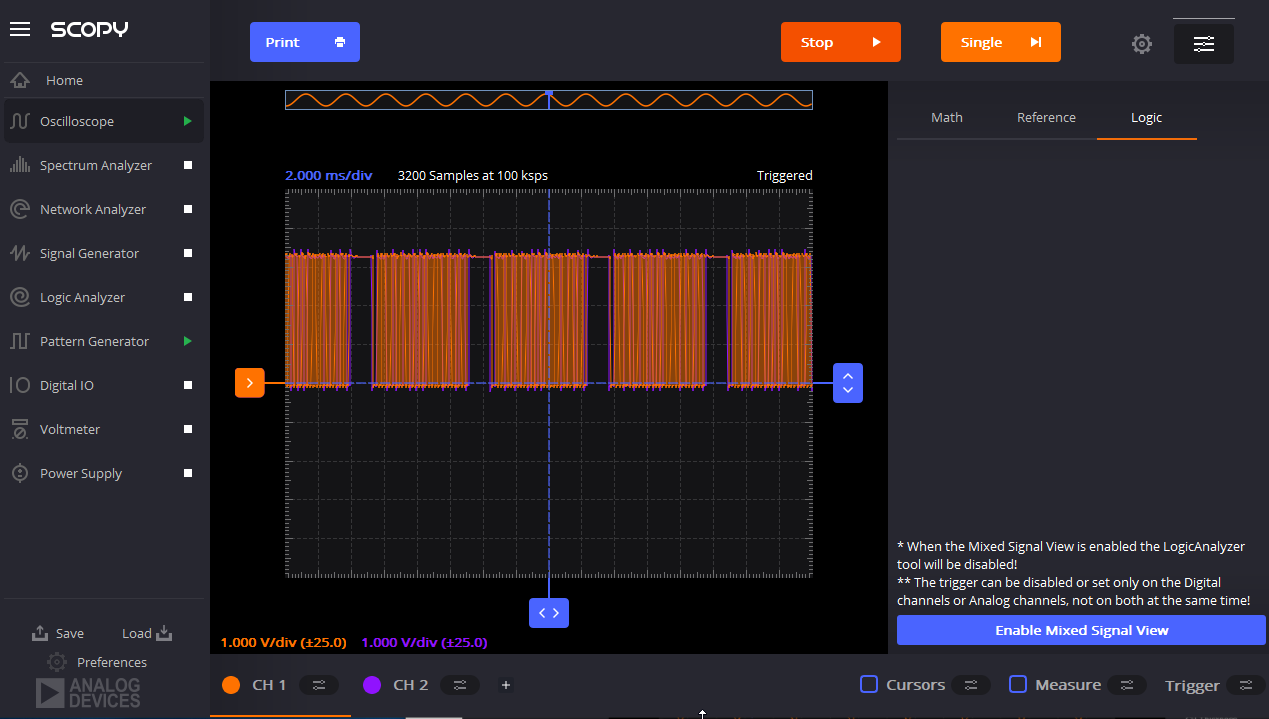 SCOPY
Print
Stop
Single
Home
Oscilloscope
Spectrum Analyzer
Network Analyzer
Signal Generator
Logic Analyzer
Pattern Generator
Digital IO
Voltmeter
Power Supply
Save
Load
Preferences
ANALOG
DEVICES
2.000 ms/div
3200 Samples at 100 ksps
Triggered
1.000 V/div (±25.0)
1.000 V/div (±25.0)
Math
Reference
Logic
* When the Mixed Signal View is enabled the LogicAnalyzer
tool will be disabled!
** The trigger can be disabled or set only on the Digital
channels or Analog channels, not on both at the same time!
Enable Mixed Signal View
CH 1
CH 2
+
Cursors
Measure
Trigger